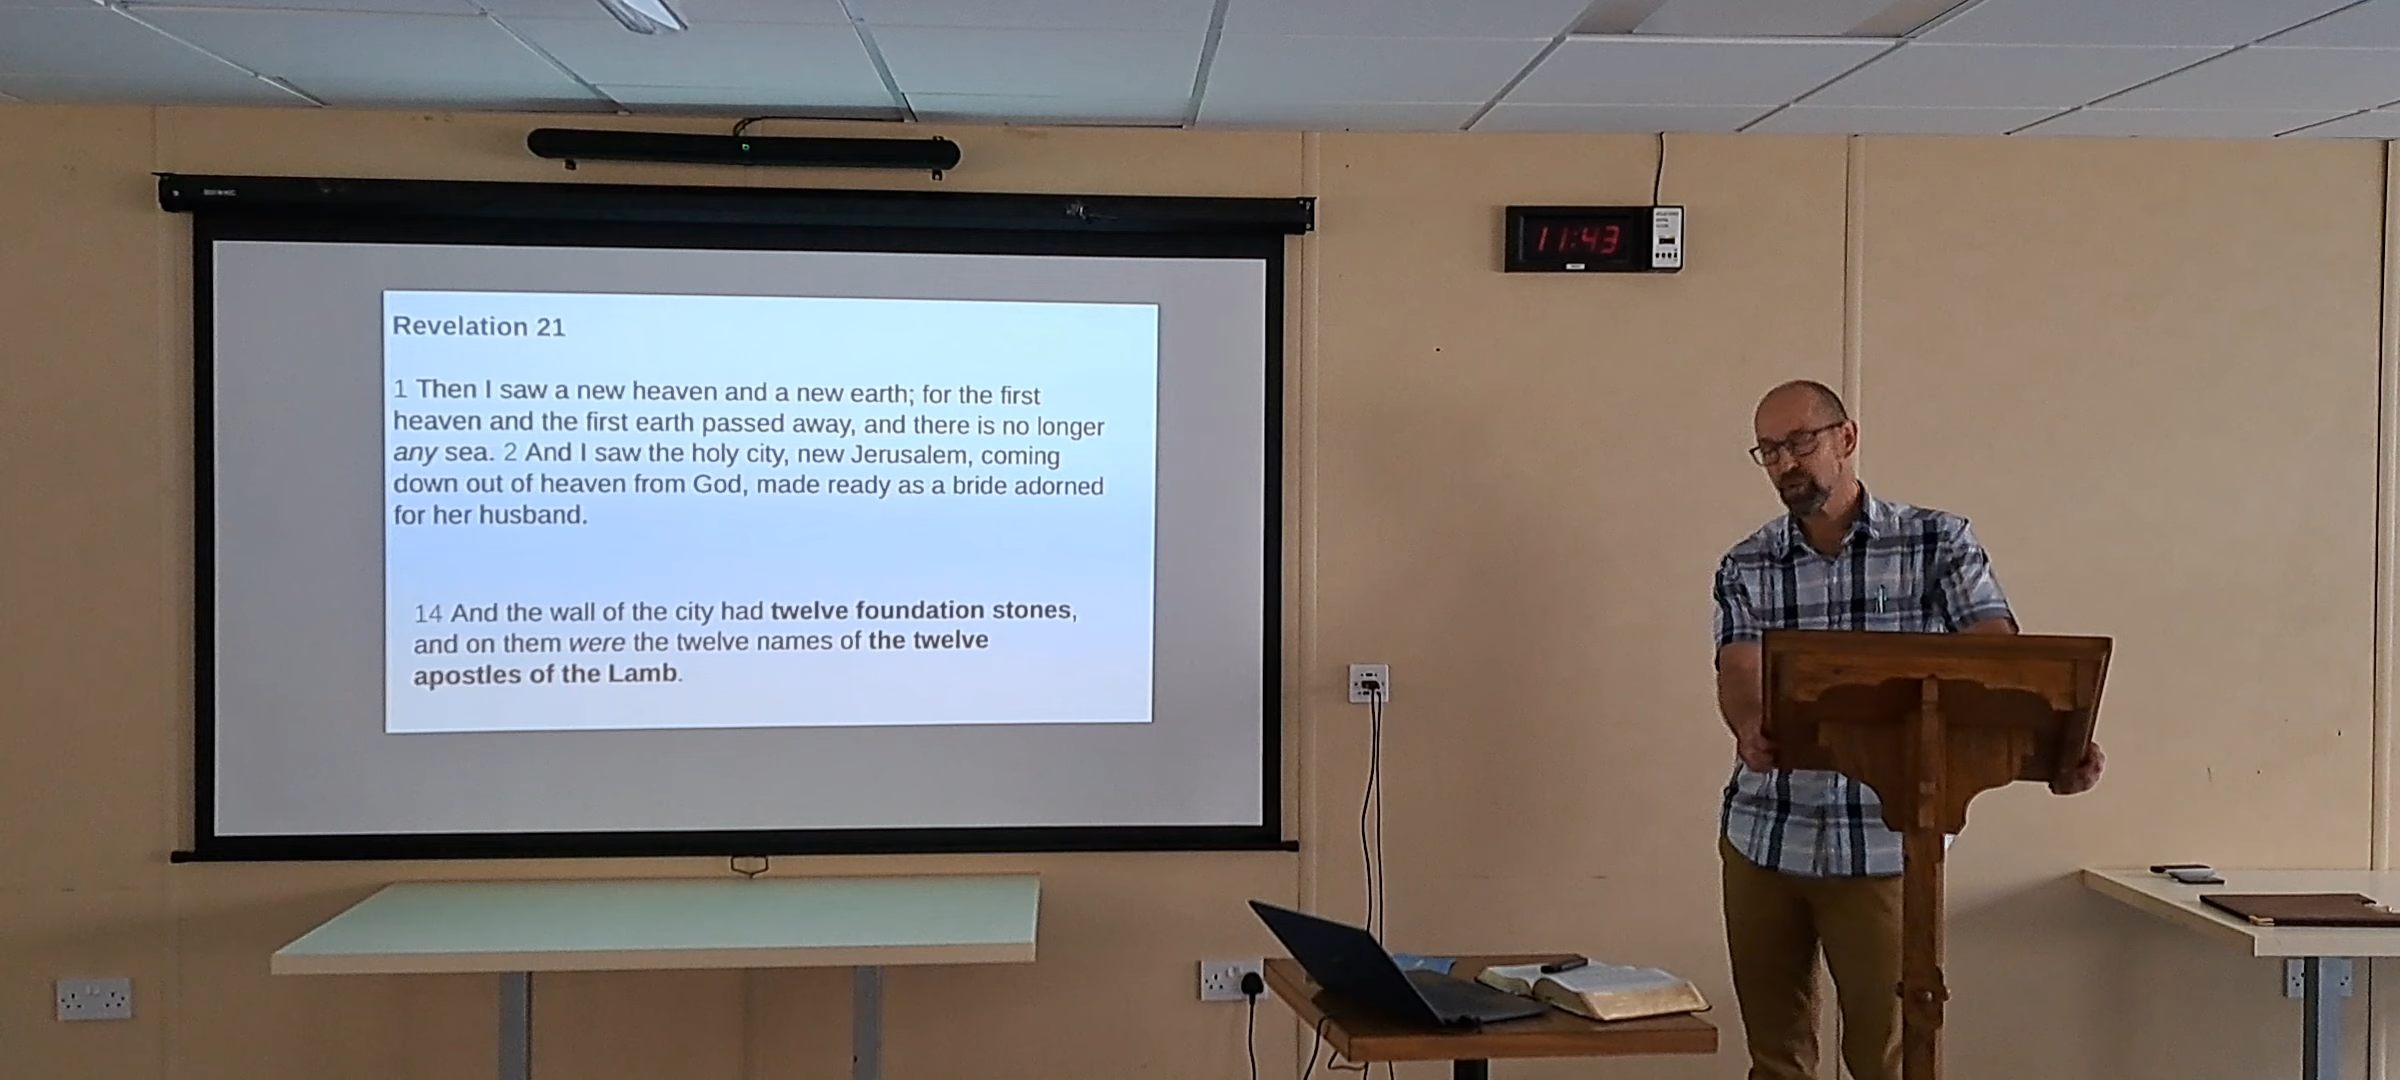 Revelation 21
1 Then I saw a new heaven and a new earth; for the first
heaven and the first earth passed away, and there is no longer
any sea. 2 And I saw the holy city, new Jerusalem, coming
down out of heaven from God, made ready as a bride adorned
for her husband.
14 And the wall of the city had twelve foundation stones,
and on them were the twelve names of the twelve
apostles of the Lamb.
11:43